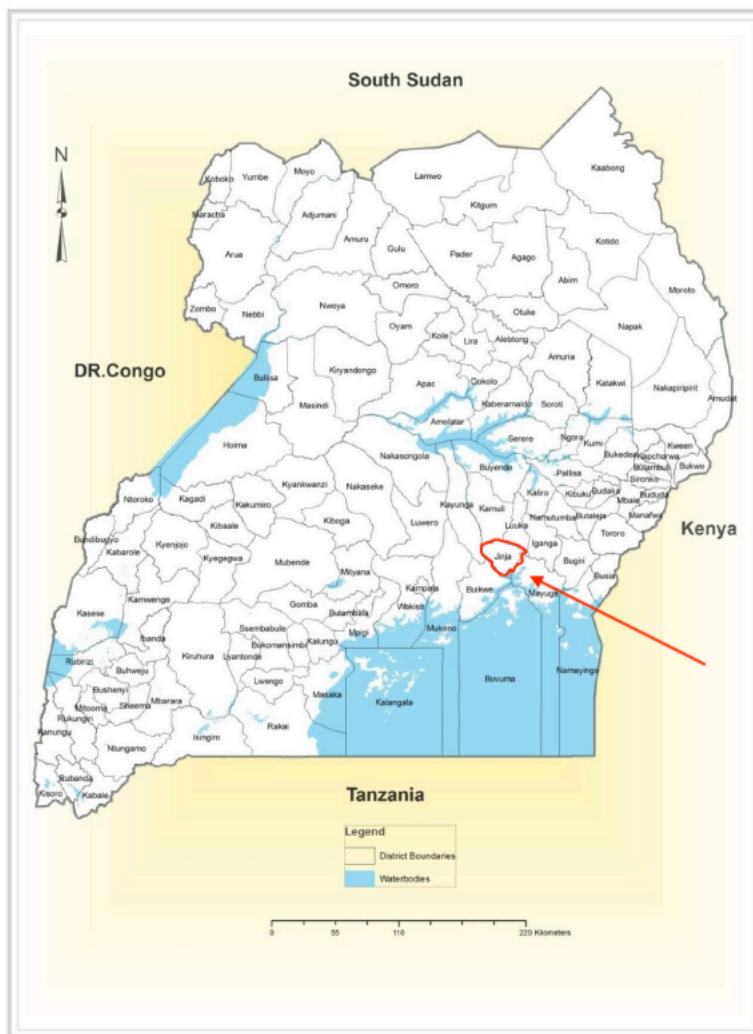 South Sudan
N
Kaabong
Koboko
Yumbe
Moyo
Lamwo
Kitgum
Maracha
Adjumani
Amuru
Gulu
Pader
Agago
Kotido
Arua
Abim
Moroto
Omoro
Otuke
Zombo
Nebbi
Nwoya
Oyam
Kole
Lira
Alebtong
Napak
DR.Congo
Buliisa
Kiryandongo
Amuria
Masindi
Apac
Dokolo
Kaberamaido
Soroti
Katakwi
Nakapiripirit
Amudat
Amolatar
Hoima
Serere
Ngora
Kumi
Bukedea
Kween
Kapchorwa
Nakasongola
Buyende
Pallisa
Bulambuli
Bukwo
Sironko
Ntoroko
Kagadi
Kyankwanzi
Nakaseke
Kayunga
Kamuli
Kaliro
Kibuku
Budaka
Mbale
Bududa
Kakumiro
Luwero
Luuka
Namutumba
Butaleja
Manafwa
Bundibugyo
Kibaale
Kiboga
Kenya
Kabarole
Kyenjojo
Iganga
Tororo
Kyegegwa
Mubende
Jinja
Bugiri
Mityana
Busia
Kasese
Kamwenge
Kampala
Buikwe
Mayuge
Gomba
Butambala
Wakiso
Ibanda
Ssembabule
Mpigi
Mukono
Rubirizi
Kiruhura
Lyantonde
Bukomansimbi
Kalungu
Buhweju
Namayingo
Bushenyi
Lwengo
Masaka
Buvuma
Mitooma
Sheema
Mbarara
Kalangala
Rukungiri
Kanungu
Ntungamo
Isingiro
Rakai
Rubanda
Kisoro
Kabale
Tanzania
Legend
District Boundaries
Waterbodies
0 55 110 220 Kilometers